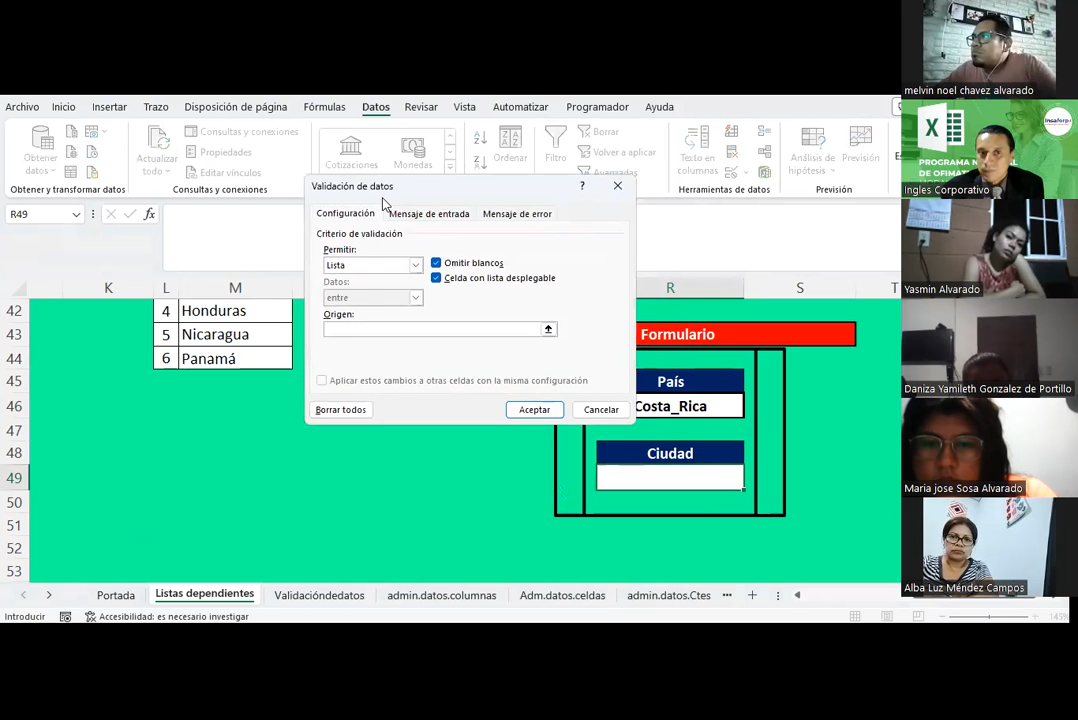 Archivo Inicio Insertar Trazo Disposición de página Fórmulas Datos Revisar Vista Automatizar Programador Ayuda
Obtener datos
Obtener y transformar datos
Actualizar todo
Consultas y conexiones
Propiedades
Editar vínculos
Consultas y conexiones
Cotizaciones
Monedas
Ordenar
Filtro
Borrar
Volver a aplicar
Texto en columnas
Herramientas de datos
Análisis de hipótesis
Previsión
R49
Validación de datos
?
Configuración Mensaje de entrada Mensaje de error
Criterio de validación
Permitir:
Lista
Omitir blancos
Celda con lista desplegable
Datos:
entre
Origen:
Aplicar estos cambios a otras celdas con la misma configuración
Borrar todos Aceptar Cancelar
K L M R S T
42 4 Honduras
43 5 Nicaragua Formulario
44 6 Panamá
45 País
46 Costa_Rica
47
48 Ciudad
49
50
51
52
53
Portada Listas dependientes Validacióndedatos admin.datos.columnas Adm.datos.celdas admin.datos.Ctes
Introducir Accesibilidad: es necesario investigar
145%
melvin noel chavez alvarado
Incaforp
PROGRAMA
DE OFIMÁT
Ingles Corporativo
Yasmin Alvarado
Daniza Yamileth Gonzalez de Portillo
Maria jose Sosa Alvarado
Alba Luz Méndez Campos